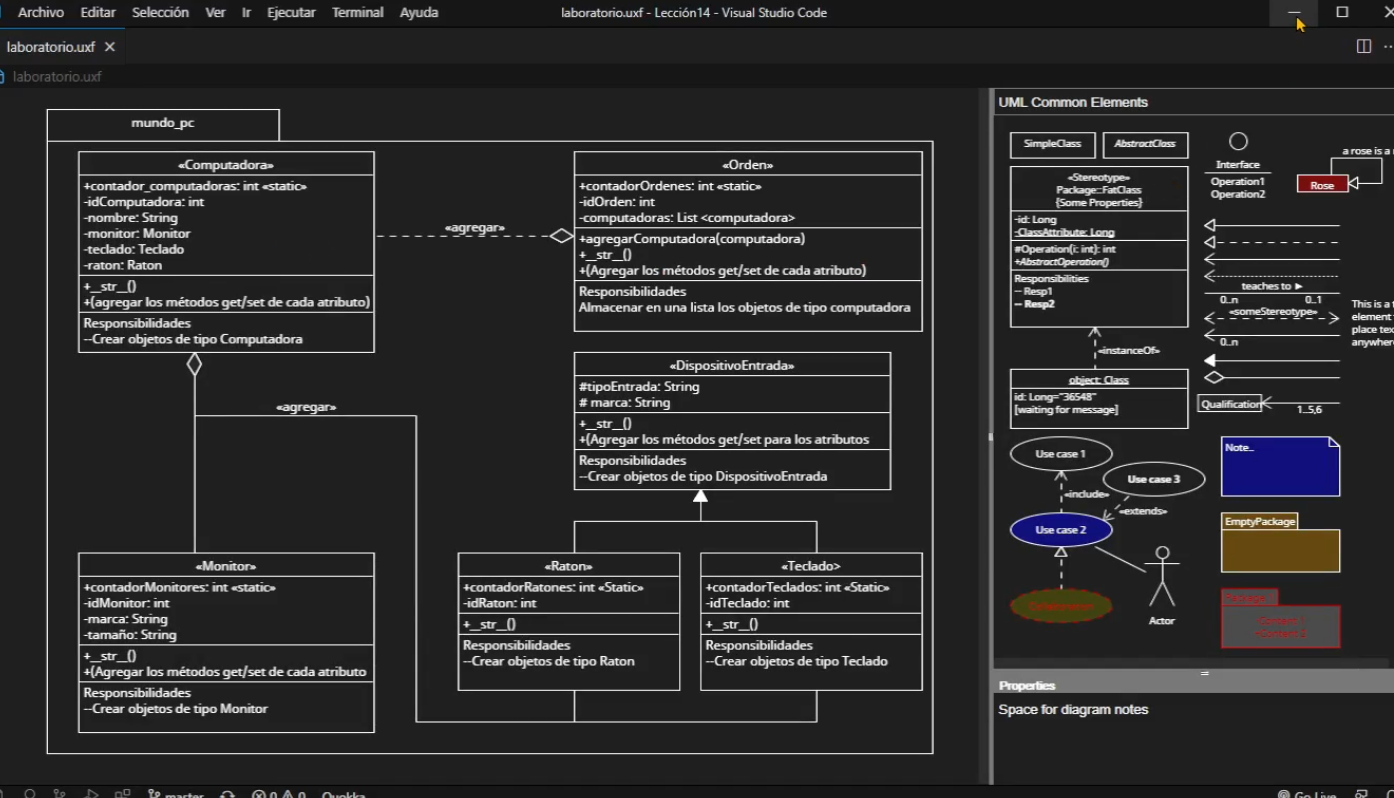 Archivo Editar Selección Ver Ir Ejecutar Terminal Ayuda
laboratorio.uxf - Lección14 - Visual Studio Code
laboratorio.uxf
laboratorio.uxf
mundo_pc
«Computadora»
+contador_computadoras: int «static»
-idComputadora: int
-nombre: String
-monitor: Monitor
-teclado: Teclado
-raton: Raton
+__str__()
+(agregar los métodos get/set de cada atributo)
Responsibilidades
--Crear objetos de tipo Computadora
«agregar»
«Orden»
+contadorOrdenes: int «static»
-idOrden: int
-computadoras: List <computadora>
+agregarComputadora(computadora)
+__str__()
+(Agregar los métodos get/set de cada atributo)
Responsibilidades
Almacenar en una lista los objetos de tipo computadora
«DispositivoEntrada»
#tipoEntrada: String
# marca: String
+__str__()
+(Agregar los métodos get/set para los atributos
Responsibilidades
--Crear objetos de tipo DispositivoEntrada
«agregar»
«Monitor»
+contadorMonitores: int «static»
-idMonitor: int
-marca: String
-tamaño: String
+__str__()
+(Agregar los métodos get/set de cada atributo
Responsibilidades
--Crear objetos de tipo Monitor
«Raton»
+contadorRatones: int «Static»
-idRaton: int
+__str__()
Responsibilidades
--Crear objetos de tipo Raton
«Teclado>
+contadorTeclados: int «Static»
-idTeclado: int
+__str__()
Responsibilidades
--Crear objetos de tipo Teclado
UML Common Elements
SimpleClass
AbstractClass
Interface
Operation1
Operation2
a rose is a
Rose
«Stereotype»
Package::FatClass
{Some Properties}
-id: Long
-ClassAttribute: Long
#Operation(i: int): int
+AbstractOperation()
Responsibilities
-- Resp1
-- Resp2
teaches to ►
0..n 0..1
«someStereotype»
0..n
This is a
element
place tex
anywher
«instanceOf»
object: Class
id: Long="36548"
[waiting for message]
Qualification
1..5,6
Use case 1
Use case 3
«include»
«extends»
Use case 2
Actor
Note..
EmptyPackage
Properties
Space for diagram notes
master
0 0
Quokka
Go Live